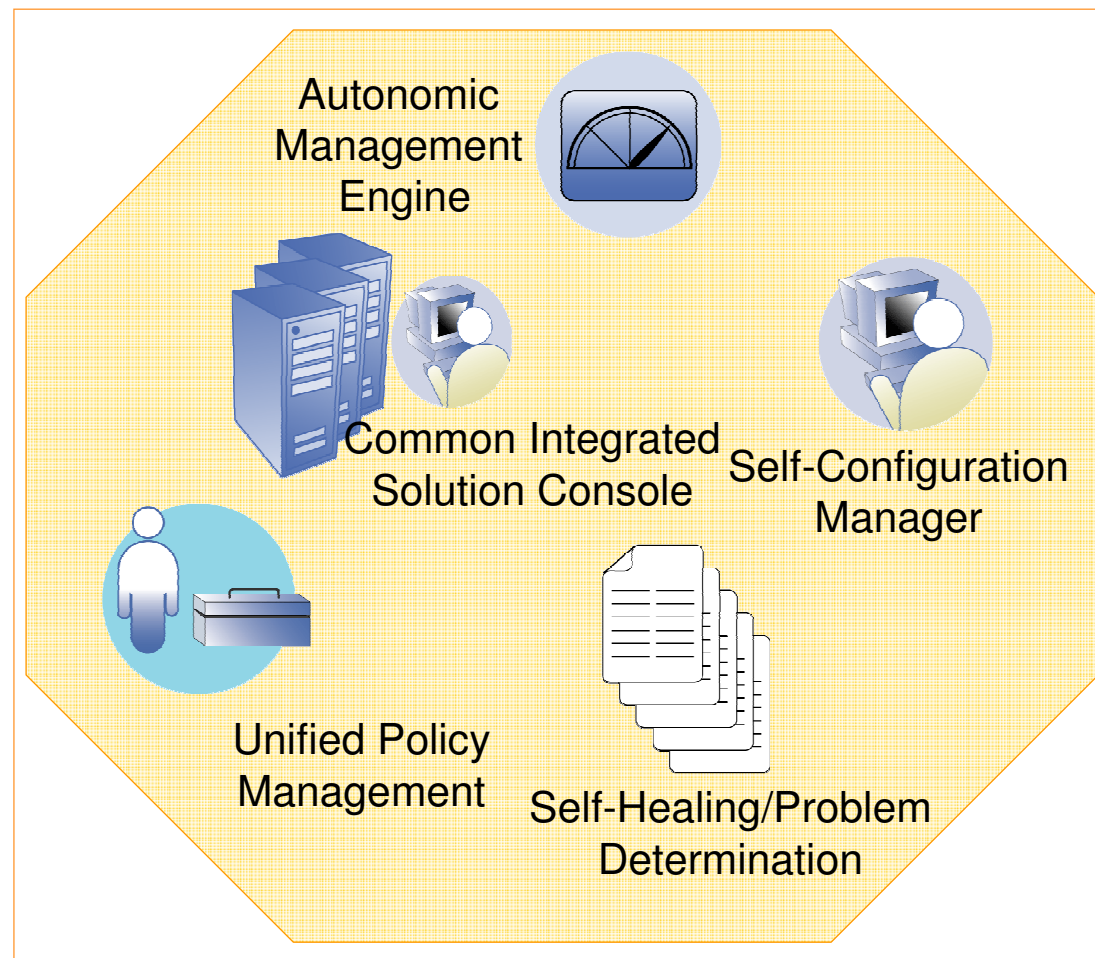 Autonomic
Management
Engine
Common Integrated
Solution Console
Self-Configuration
Manager
Unified Policy
Management
Self-Healing/Problem
Determination